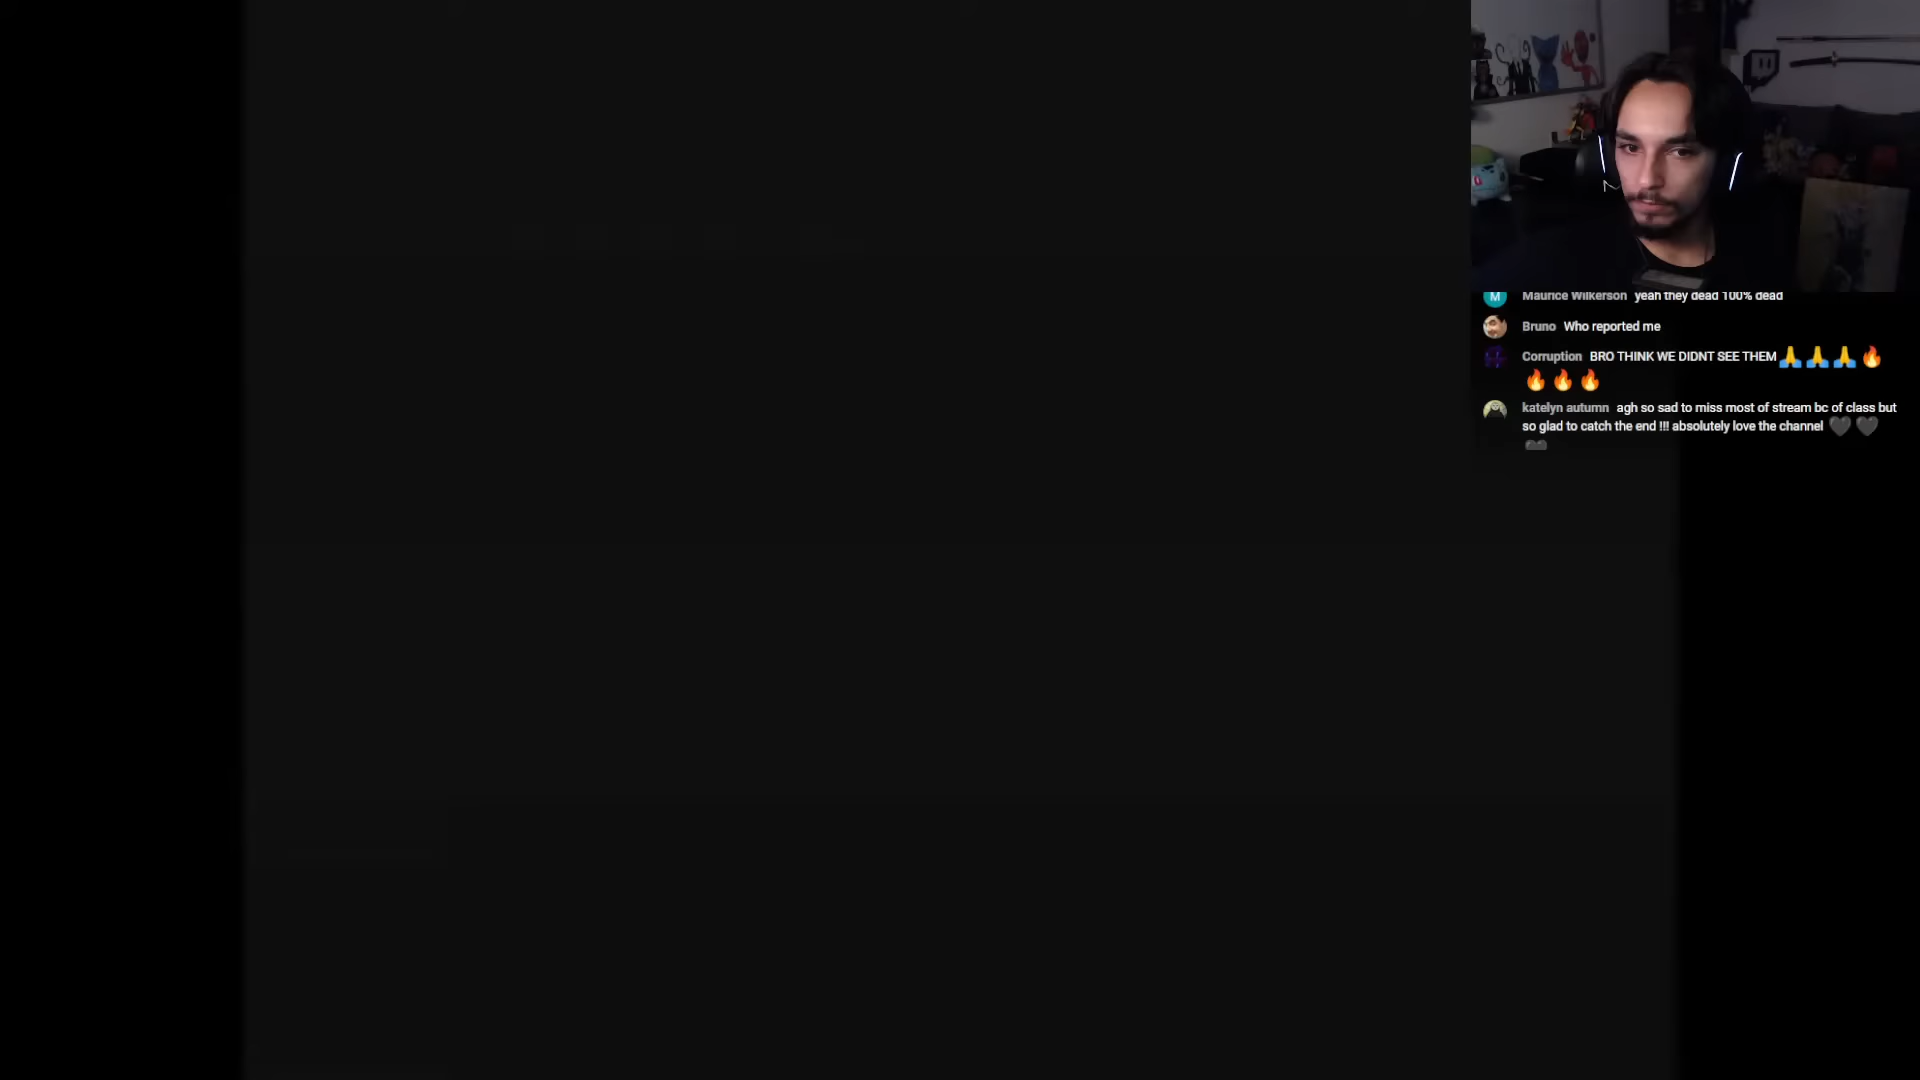 M Maurice Wilkerson yeah they dead 100% dead
Bruno Who reported me
Corruption BRO THINK WE DIDNT SEE THEM🙏🙏🙏🔥
🔥🔥🔥
katelyn autumn agh so sad to miss most of stream bc of class but
so glad to catch the end !!! absolutely love the channel 🖤🖤
🖤